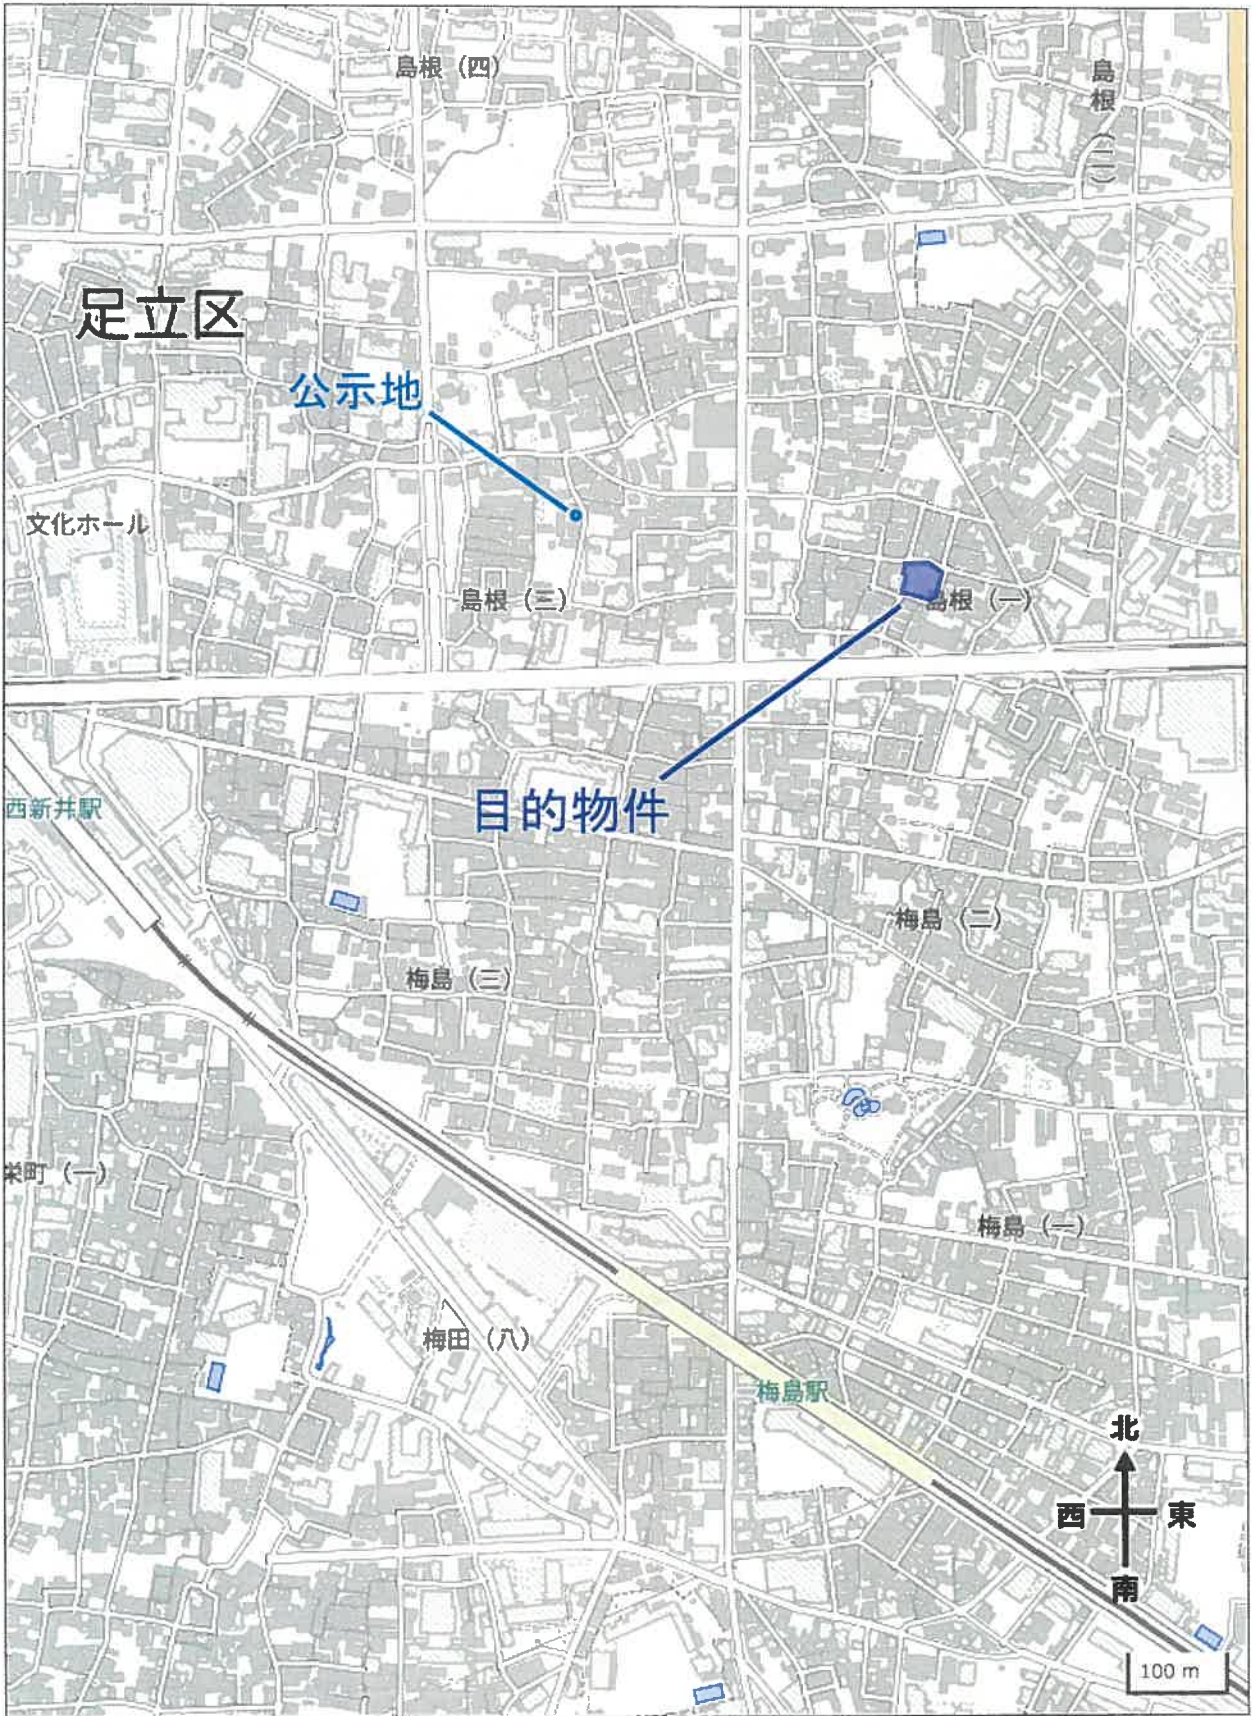 島根（四）
島根（二）
足立区
公示地
文化ホール
島根（三）
島根（一）
西新井駅
目的物件
梅島（二）
梅島（三）
栄町（一）
梅島（一）
梅田（八）
梅島駅
北
西
東
南
100 m